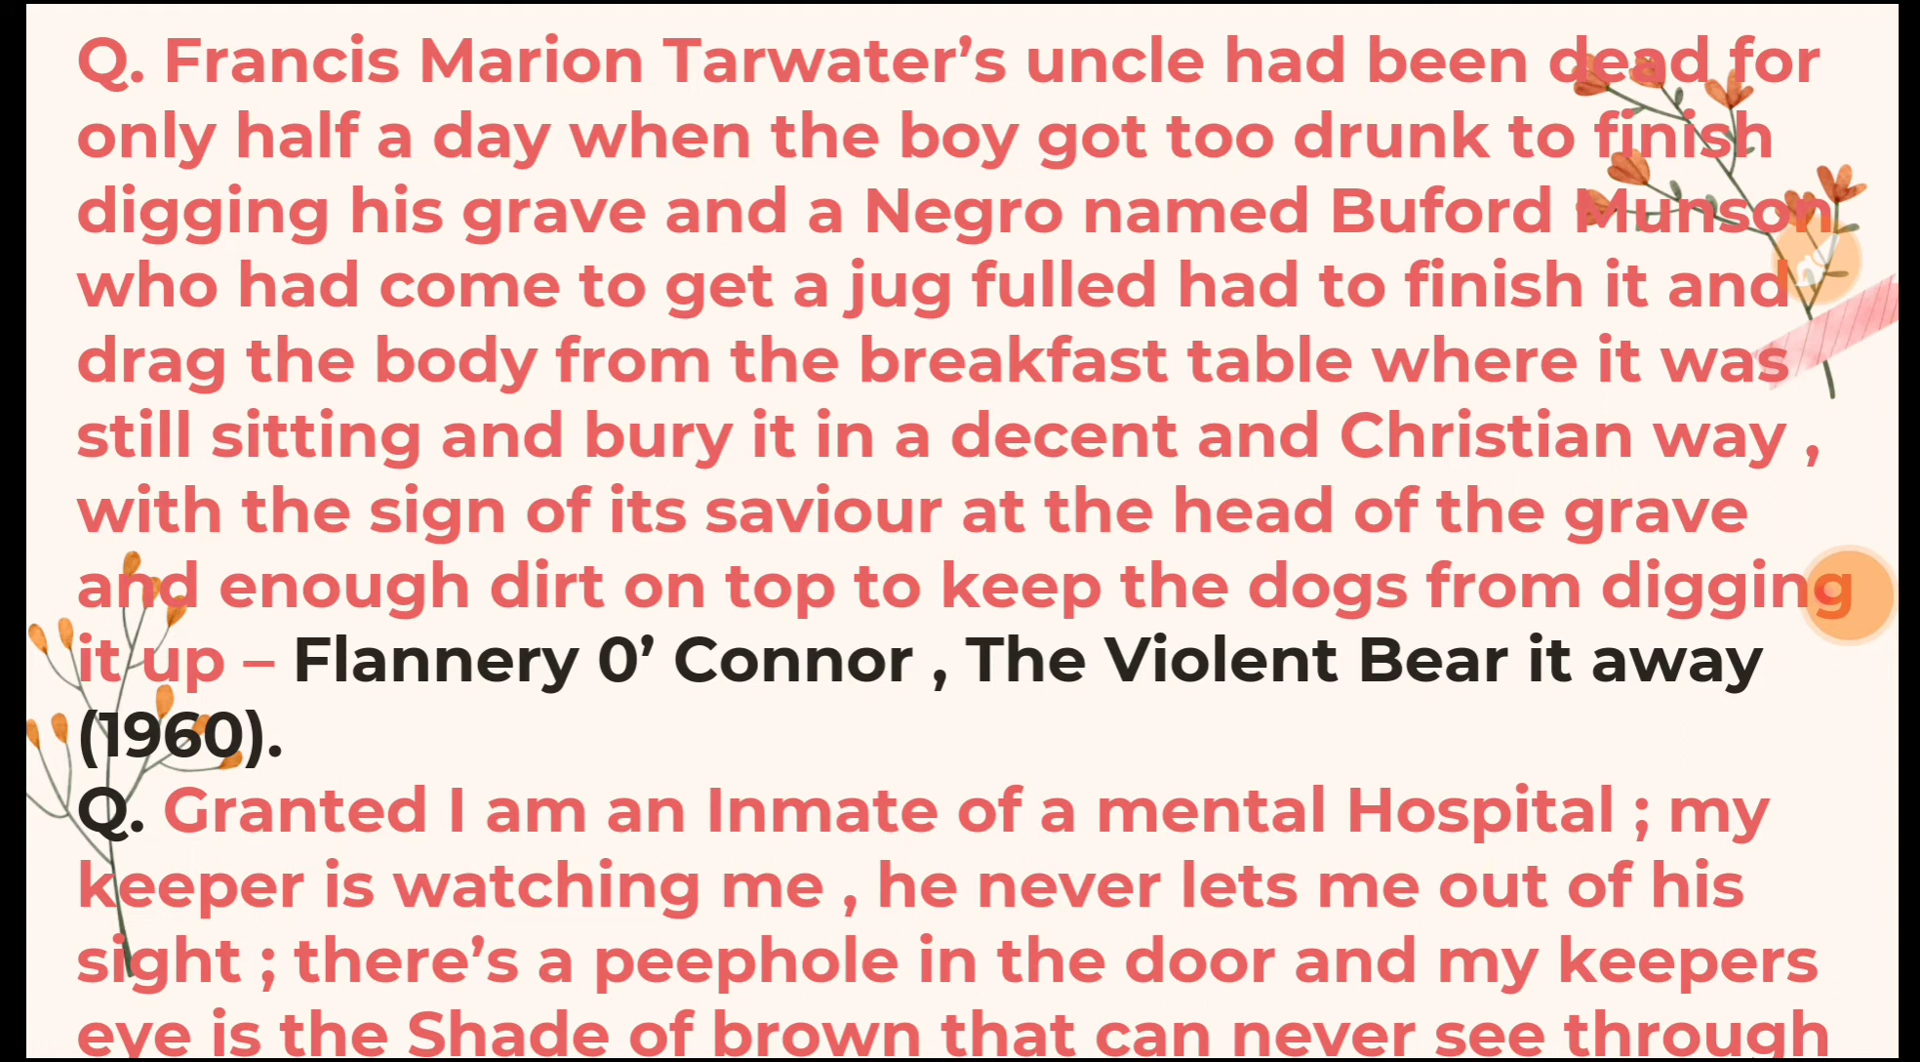 Q. Francis Marion Tarwater’s uncle had been dead for
only half a day when the boy got too drunk to finish
digging his grave and a Negro named Buford Munson
who had come to get a jug fulled had to finish it and
drag the body from the breakfast table where it was
still sitting and bury it in a decent and Christian way ,
with the sign of its saviour at the head of the grave
and enough dirt on top to keep the dogs from digging
it up – Flannery 0’ Connor , The Violent Bear it away
(1960).
Q. Granted I am an Inmate of a mental Hospital ; my
keeper is watching me , he never lets me out of his
sight ; there’s a peephole in the door and my keepers
eye is the Shade of brown that can never see through